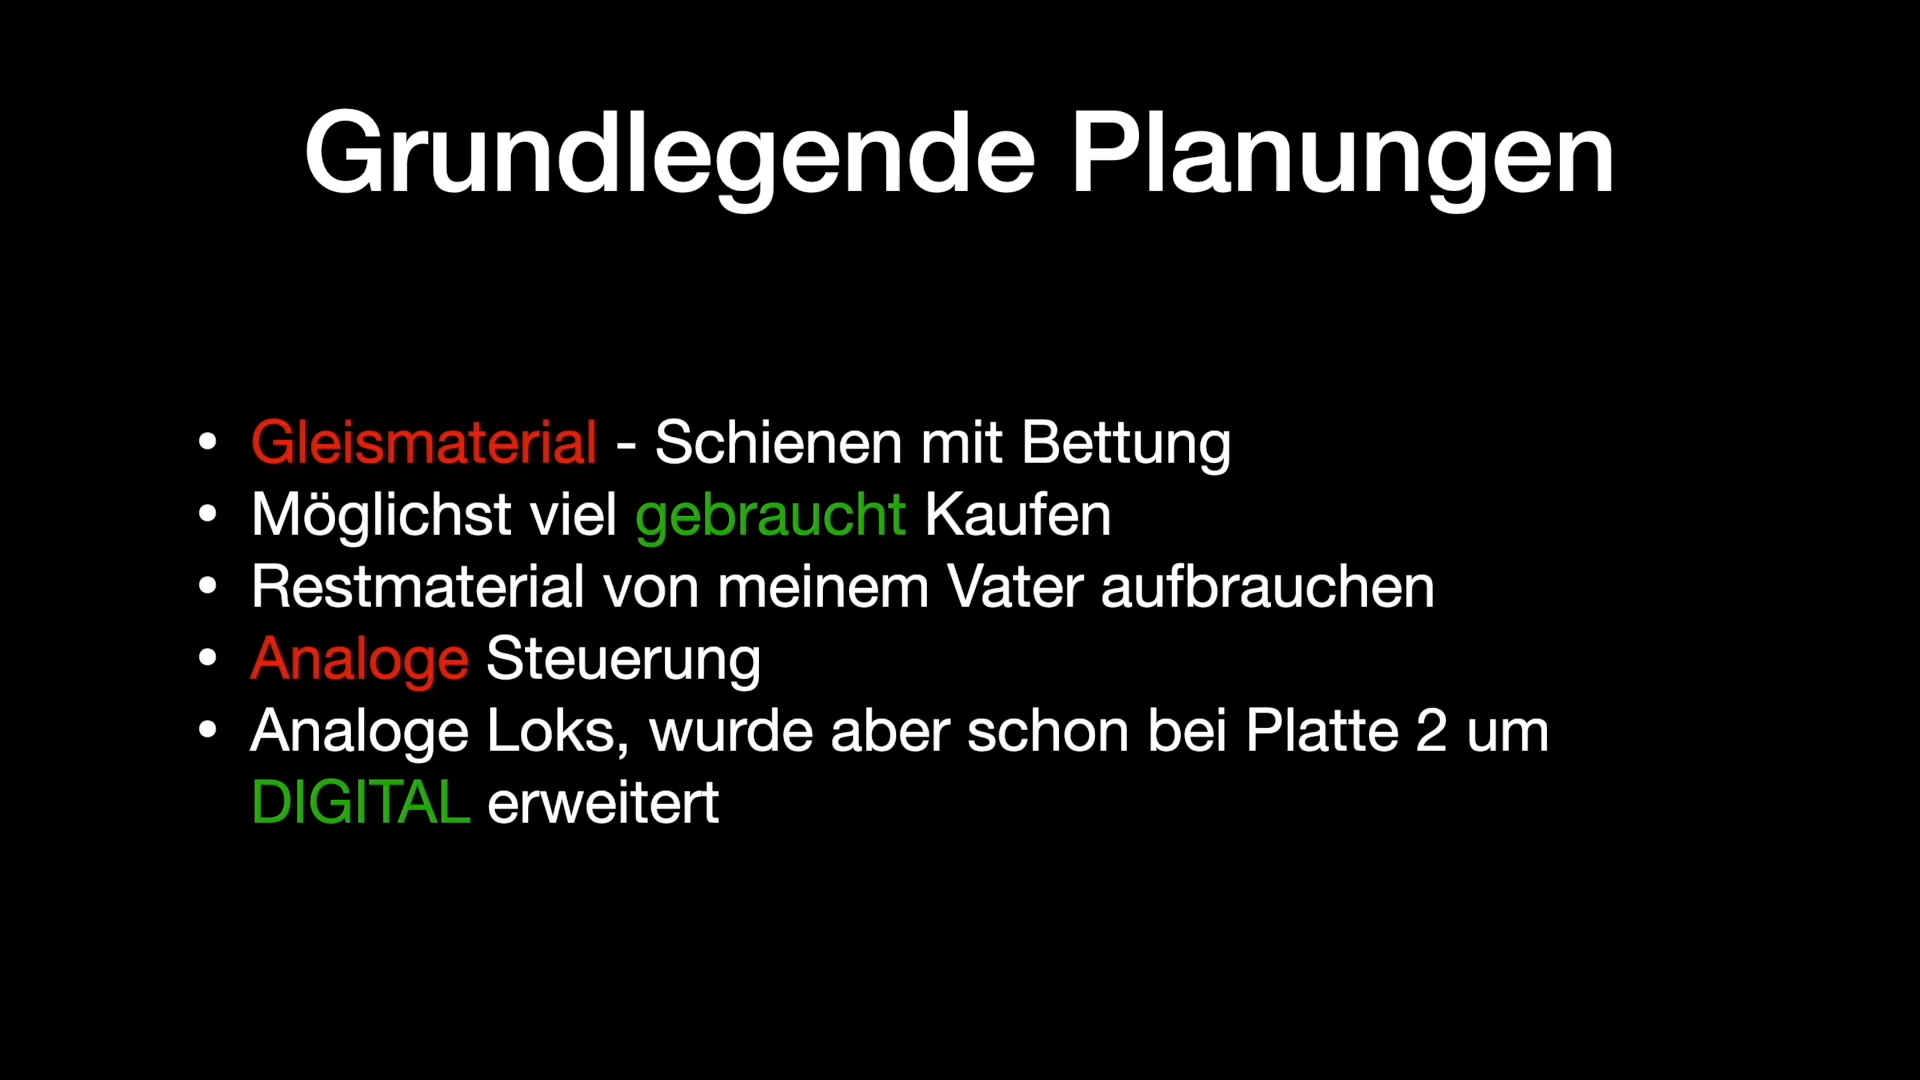 Grundlegende Planungen
• Gleismaterial - Schienen mit Bettung
• Möglichst viel gebraucht Kaufen
• Restmaterial von meinem Vater aufbrauchen
• Analoge Steuerung
• Analoge Loks, wurde aber schon bei Platte 2 um
DIGITAL erweitert